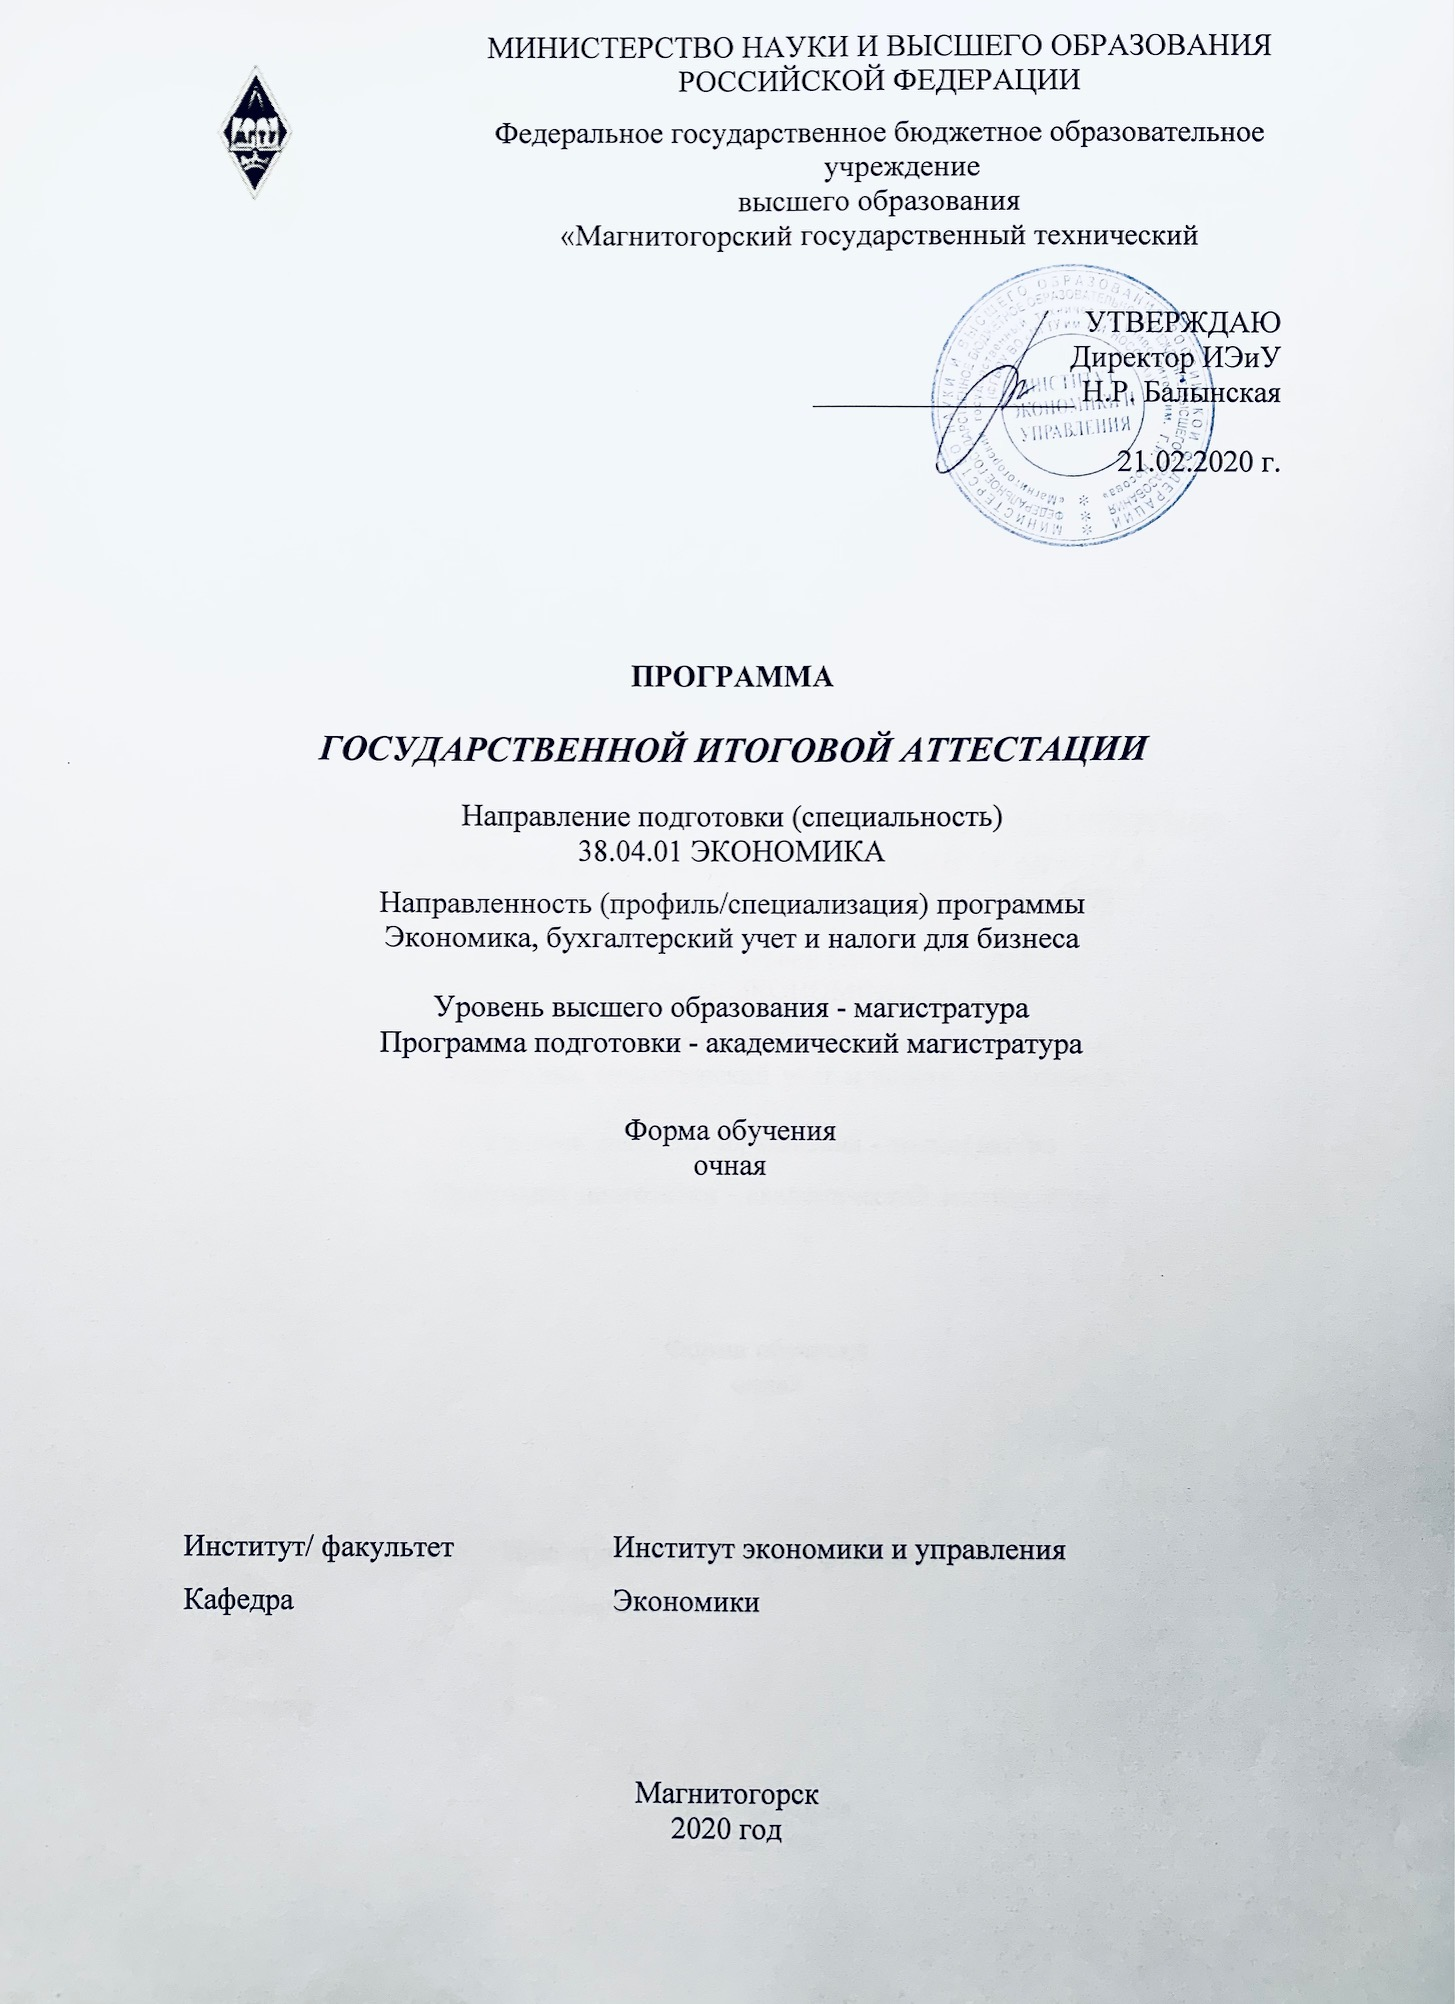 МИНИСТЕРСТВО НАУКИ И ВЫСШЕГО ОБРАЗОВАНИЯ
РОССИЙСКОЙ ФЕДЕРАЦИИ
Федеральное государственное бюджетное образовательное
учреждение
высшего образования
«Магнитогорский государственный технический
УТВЕРЖДАЮ
Директор ИЭиУ
Н.Р. Балынская
21.02.2020 г.
ИНСТИТУТ
ЭКОНОМИКИ И
УПРАВЛЕНИЯ
ПРОГРАММА
ГОСУДАРСТВЕННОЙ ИТОГОВОЙ АТТЕСТАЦИИ
Направление подготовки (специальность)
38.04.01 ЭКОНОМИКА
Направленность (профиль/специализация) программы
Экономика, бухгалтерский учет и налоги для бизнеса
Уровень высшего образования - магистратура
Программа подготовки - академический магистратура
Форма обучения
очная
Институт/ факультет Институт экономики и управления
Кафедра Экономики
Магнитогорск
2020 год